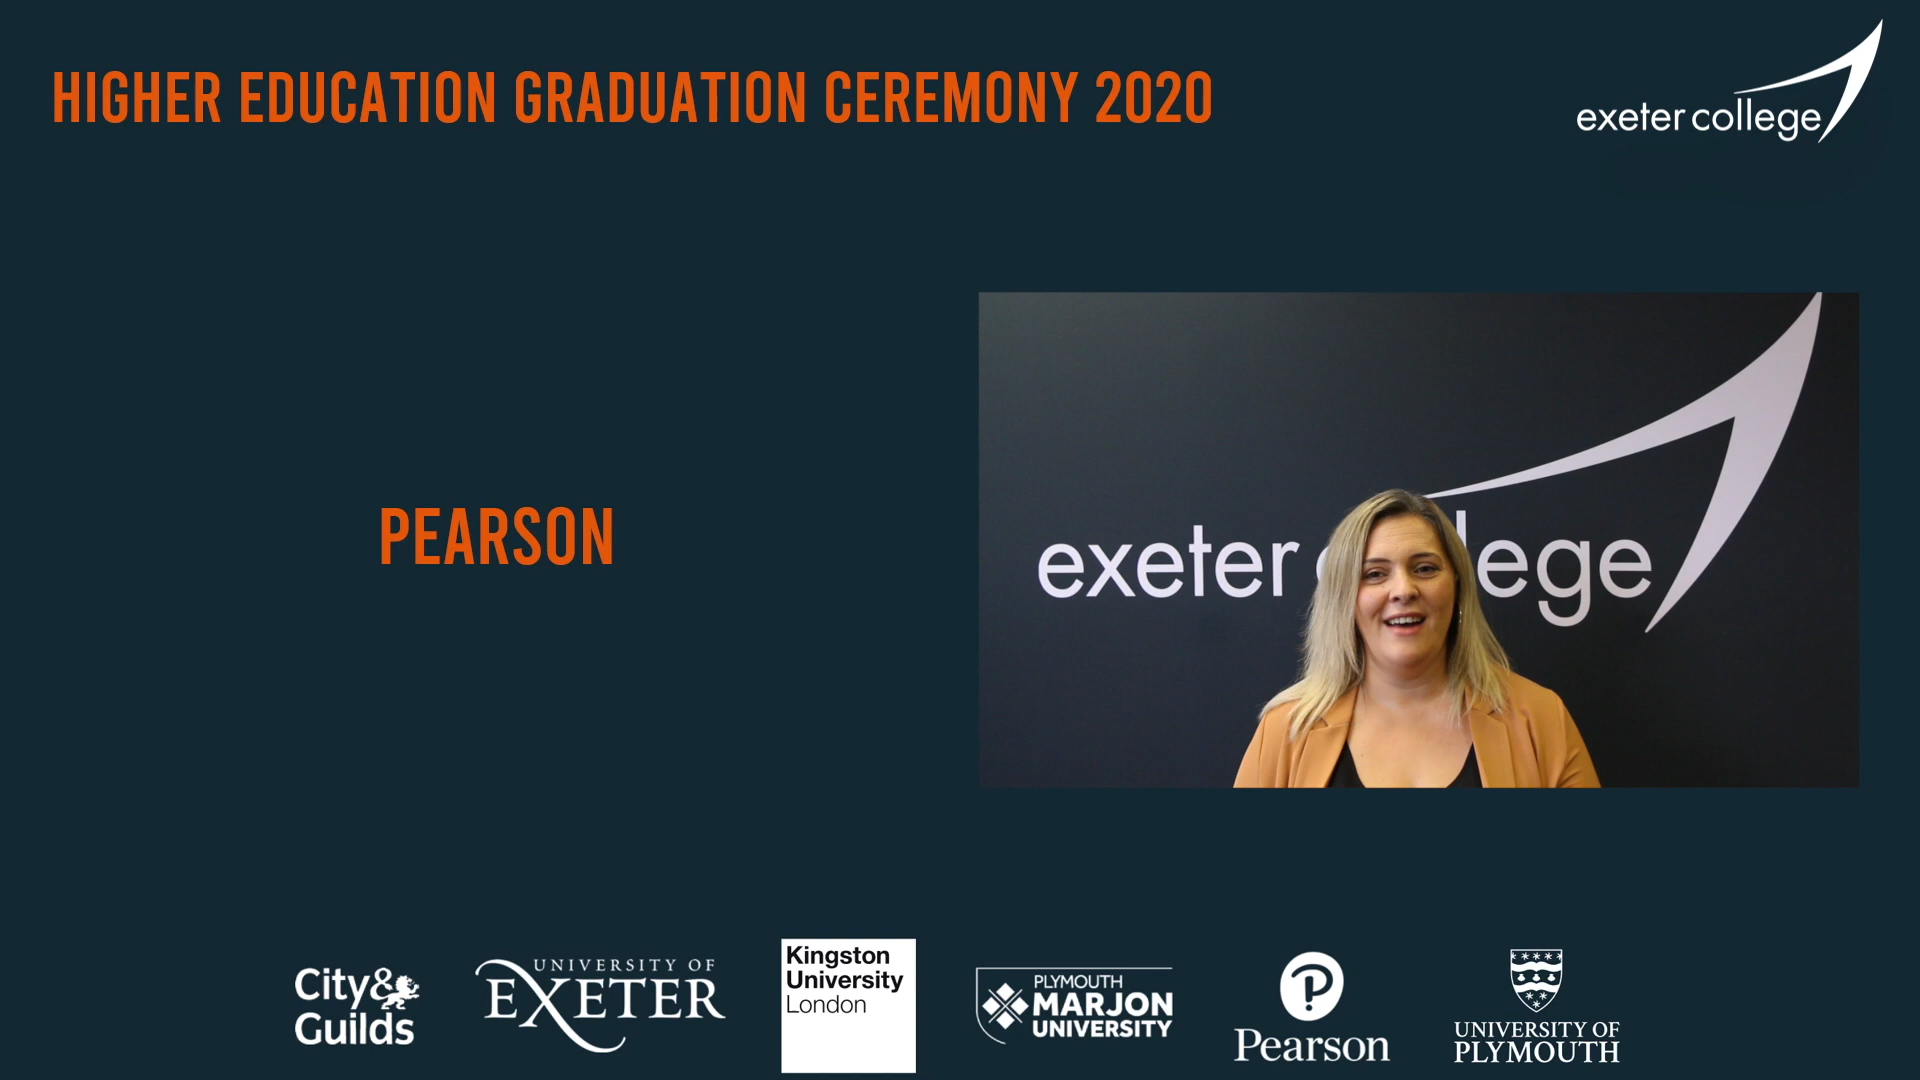 HIGHER EDUCATION GRADUATION CEREMONY 2020
exeter college
PEARSON
exeter c llege
City&
Guilds
UNIVERSITY OF
EXETER
Kingston
University
London
PLYMOUTH
MARJON
UNIVERSITY
Pearson
UNIVERSITY OF
PLYMOUTH